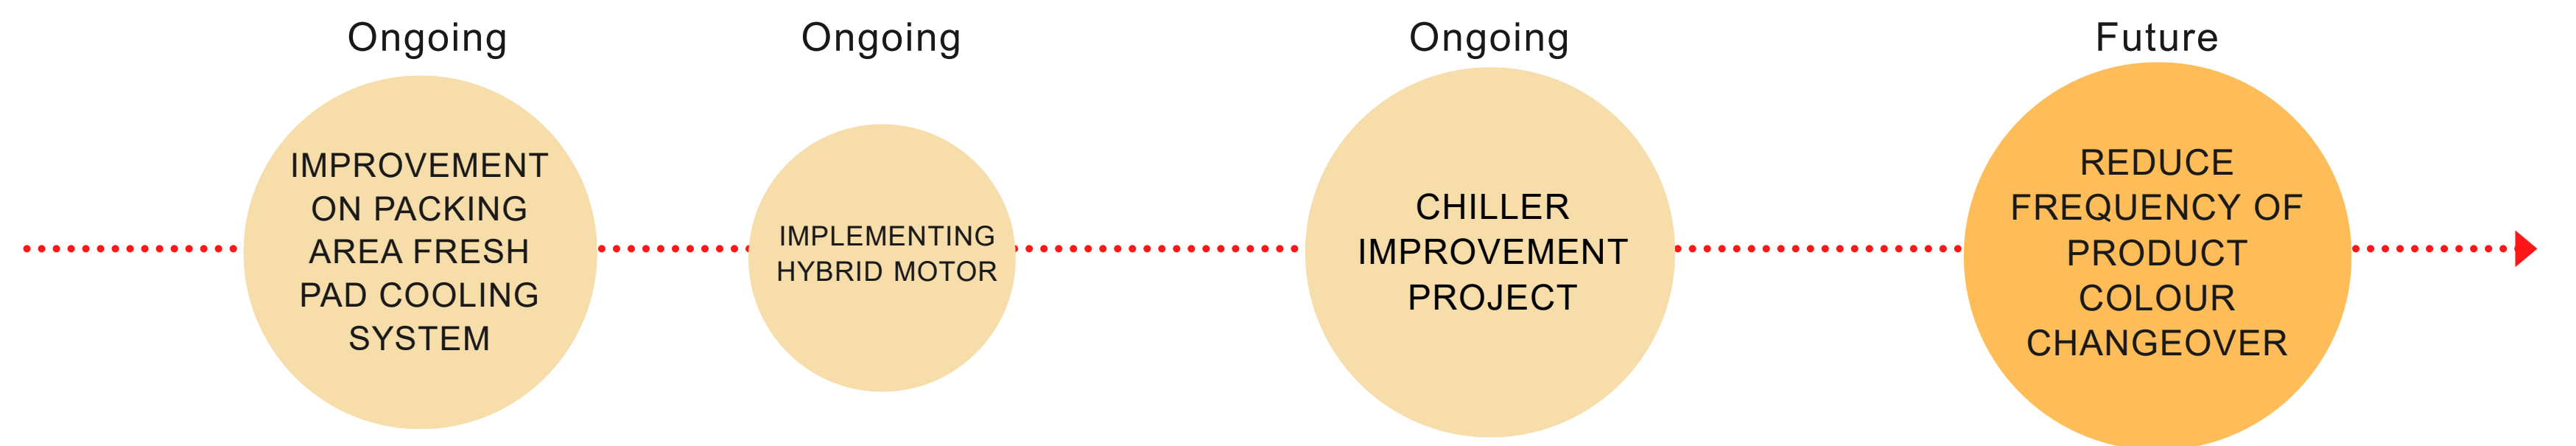 Ongoing
Ongoing
Ongoing
Future
IMPROVEMENT
ON PACKING
AREA FRESH
PAD COOLING
SYSTEM
IMPLEMENTING
HYBRID MOTOR
CHILLER
IMPROVEMENT
PROJECT
REDUCE
FREQUENCY OF
PRODUCT
COLOUR
CHANGEOVER